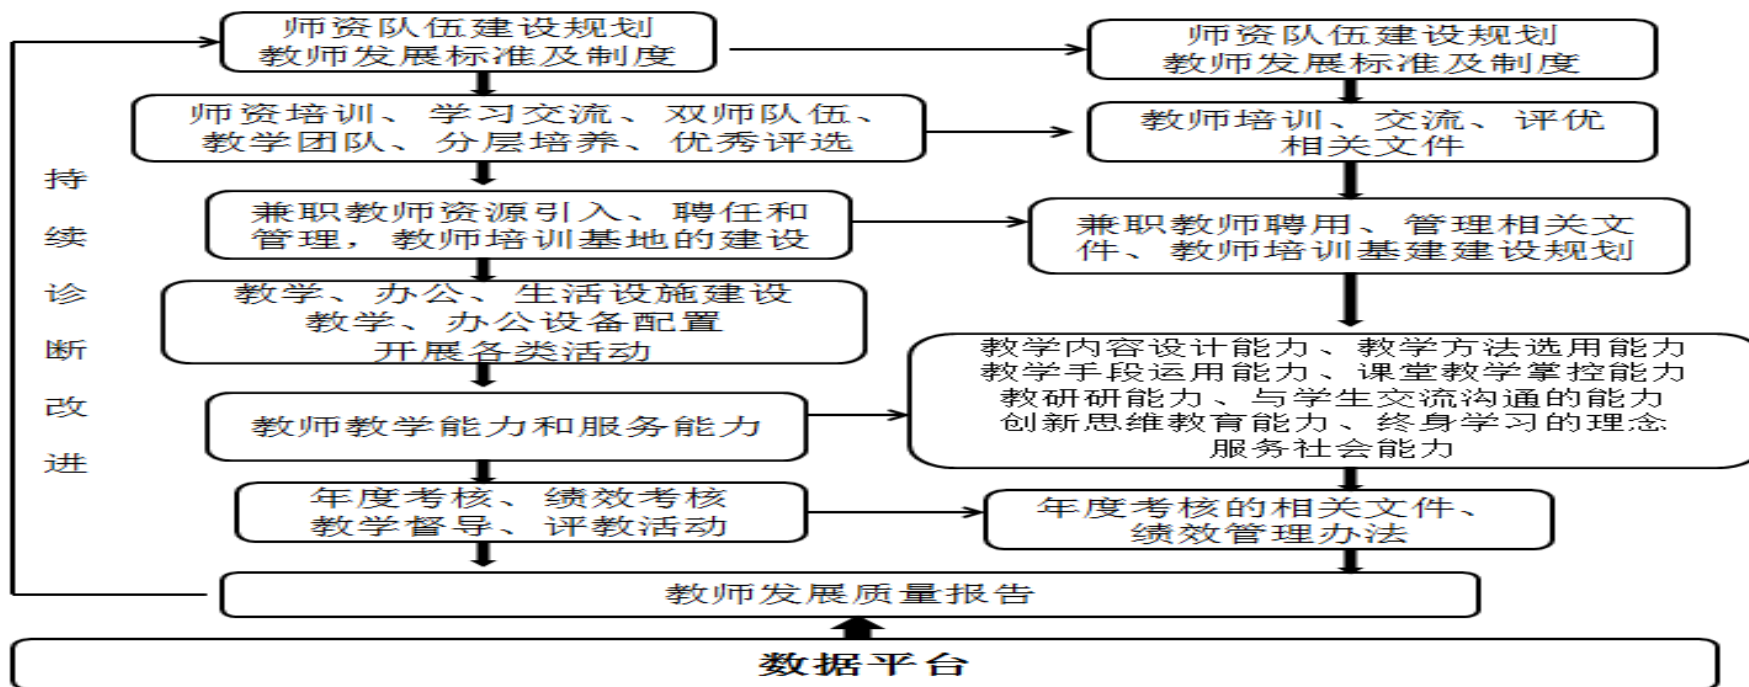 师资队伍建设规划
教师发展标准及制度
师资队伍建设规划
教师发展标准及制度
师资培训、学习交流、双师队伍、
教学团队、分层培养、优秀评选
教师培训、交流、评优
相关文件
兼职教师资源引入、聘任和
管理，教师培训基地的建设
兼职教师聘用、管理相关文
件、教师培训基建建设规划
教学、办公、生活设施建设
教学、办公设备配置
开展各类活动
教师教学能力和服务能力
教学内容设计能力、教学方法选用能力
教学手段运用能力、课堂教学掌控能力
教研研能力、与学生交流沟通的能力
创新思维教育能力、终身学习的理念
服务社会能力
年度考核、绩效考核
教学督导、评教活动
年度考核的相关文件、
绩效管理办法
教师发展质量报告
数据平台
持
续
诊
断
改
进